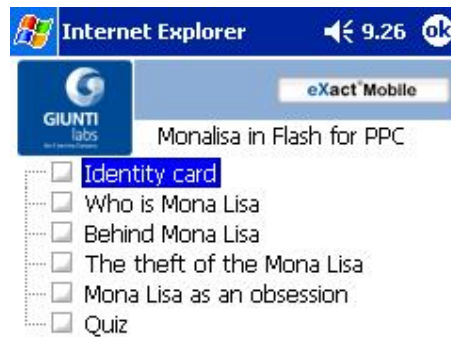 Internet Explorer 9.26 ok
eXact Mobile
GIUNTI
labs
Monalisa in Flash for PPC
Identity card
Who is Mona Lisa
Behind Mona Lisa
The theft of the Mona Lisa
Mona Lisa as an obsession
Quiz